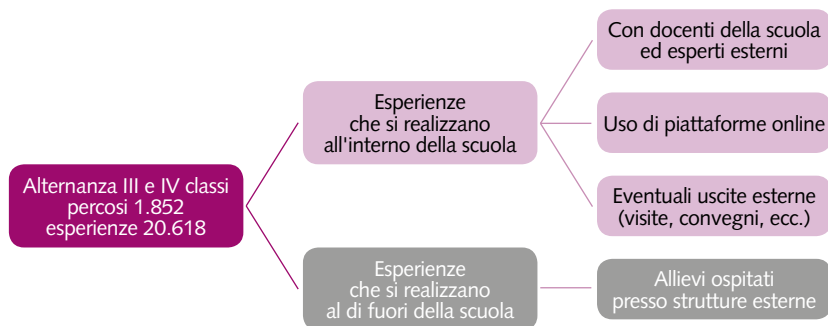 Alternanza III e IV classi
percosi 1.852
esperienze 20.618
Esperienze
che si realizzano
all'interno della scuola
Con docenti della scuola
ed esperti esterni
Uso di piattaforme online
Eventuali uscite esterne
(visite, convegni, ecc.)
Esperienze
che si realizzano
al di fuori della scuola
Allievi ospitati
presso strutture esterne